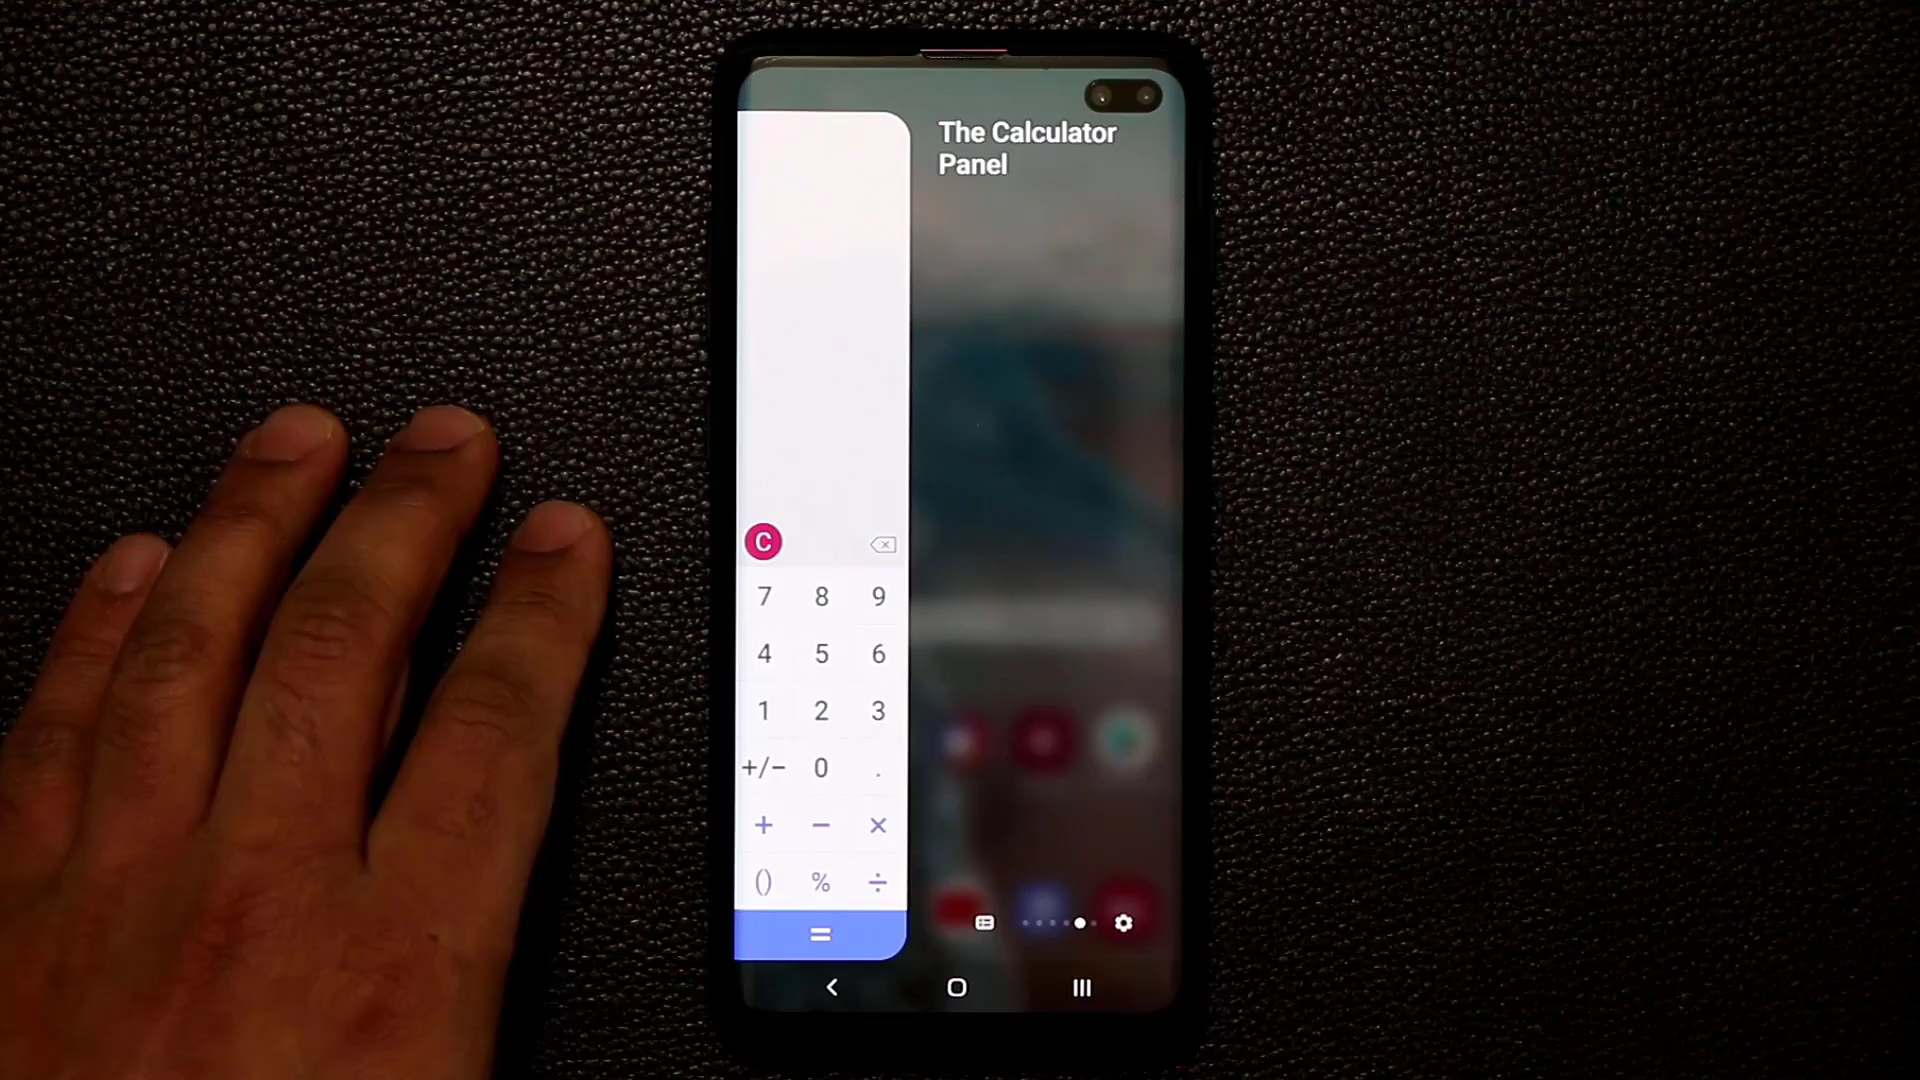 The Calculator
Panel
C
7 8 9
4 5 6
1 2 3
+/− 0 .
+ − ×
() % ÷
=